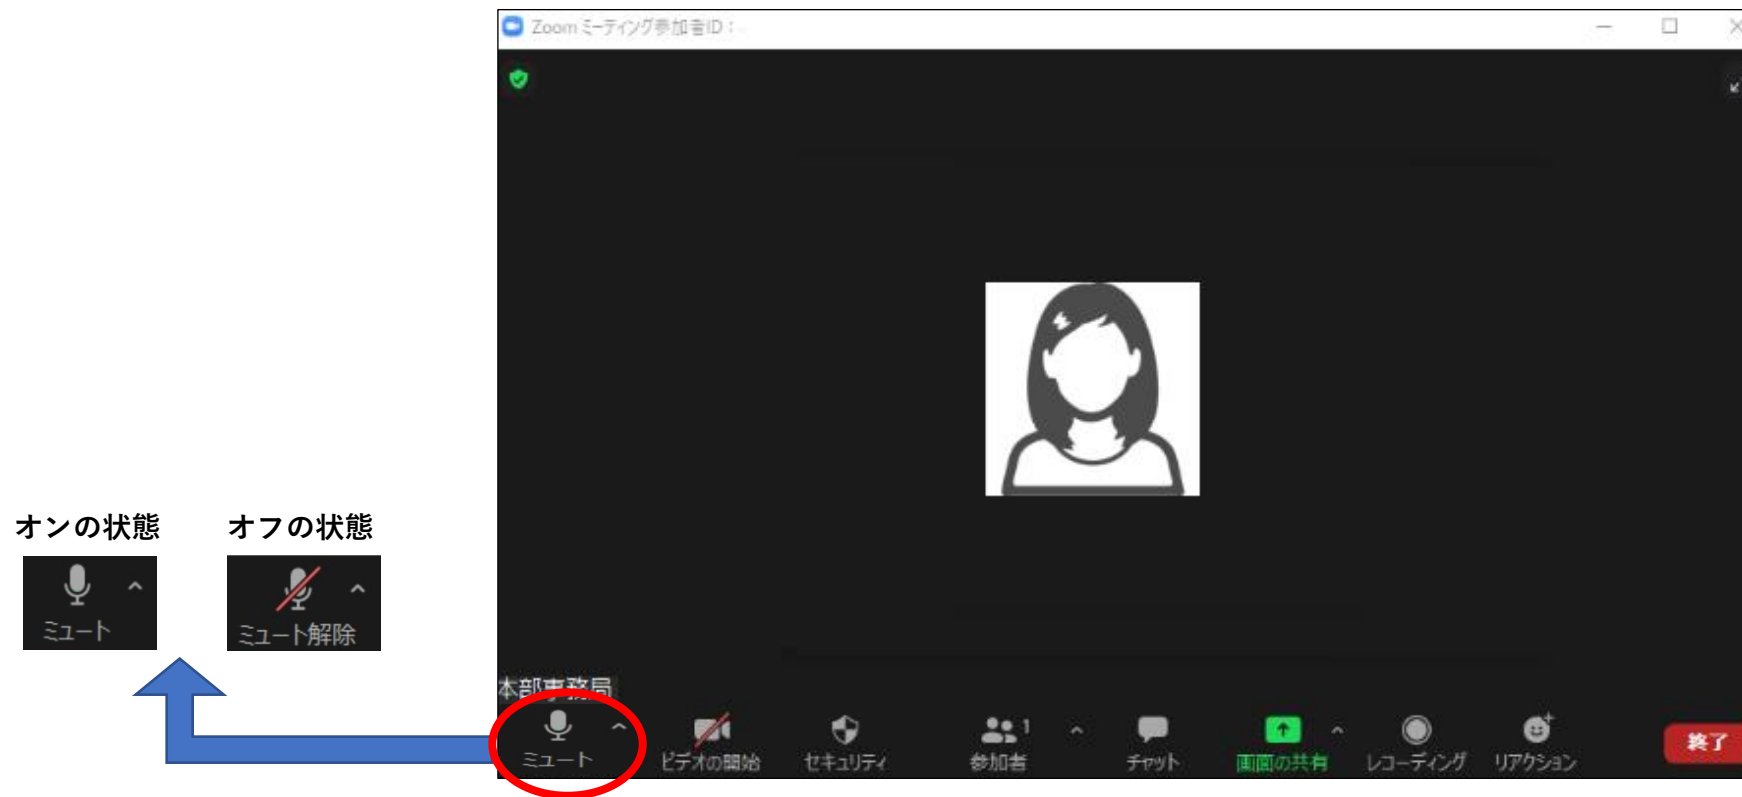 Zoom ミーティング参加者ID：
オンの状態
オフの状態
ミュート
ミュート解除
本部事務局
ミュート
ビデオの開始
セキュリティ
1
参加者
チャット
画面の共有
レコーディング
リアクション
終了